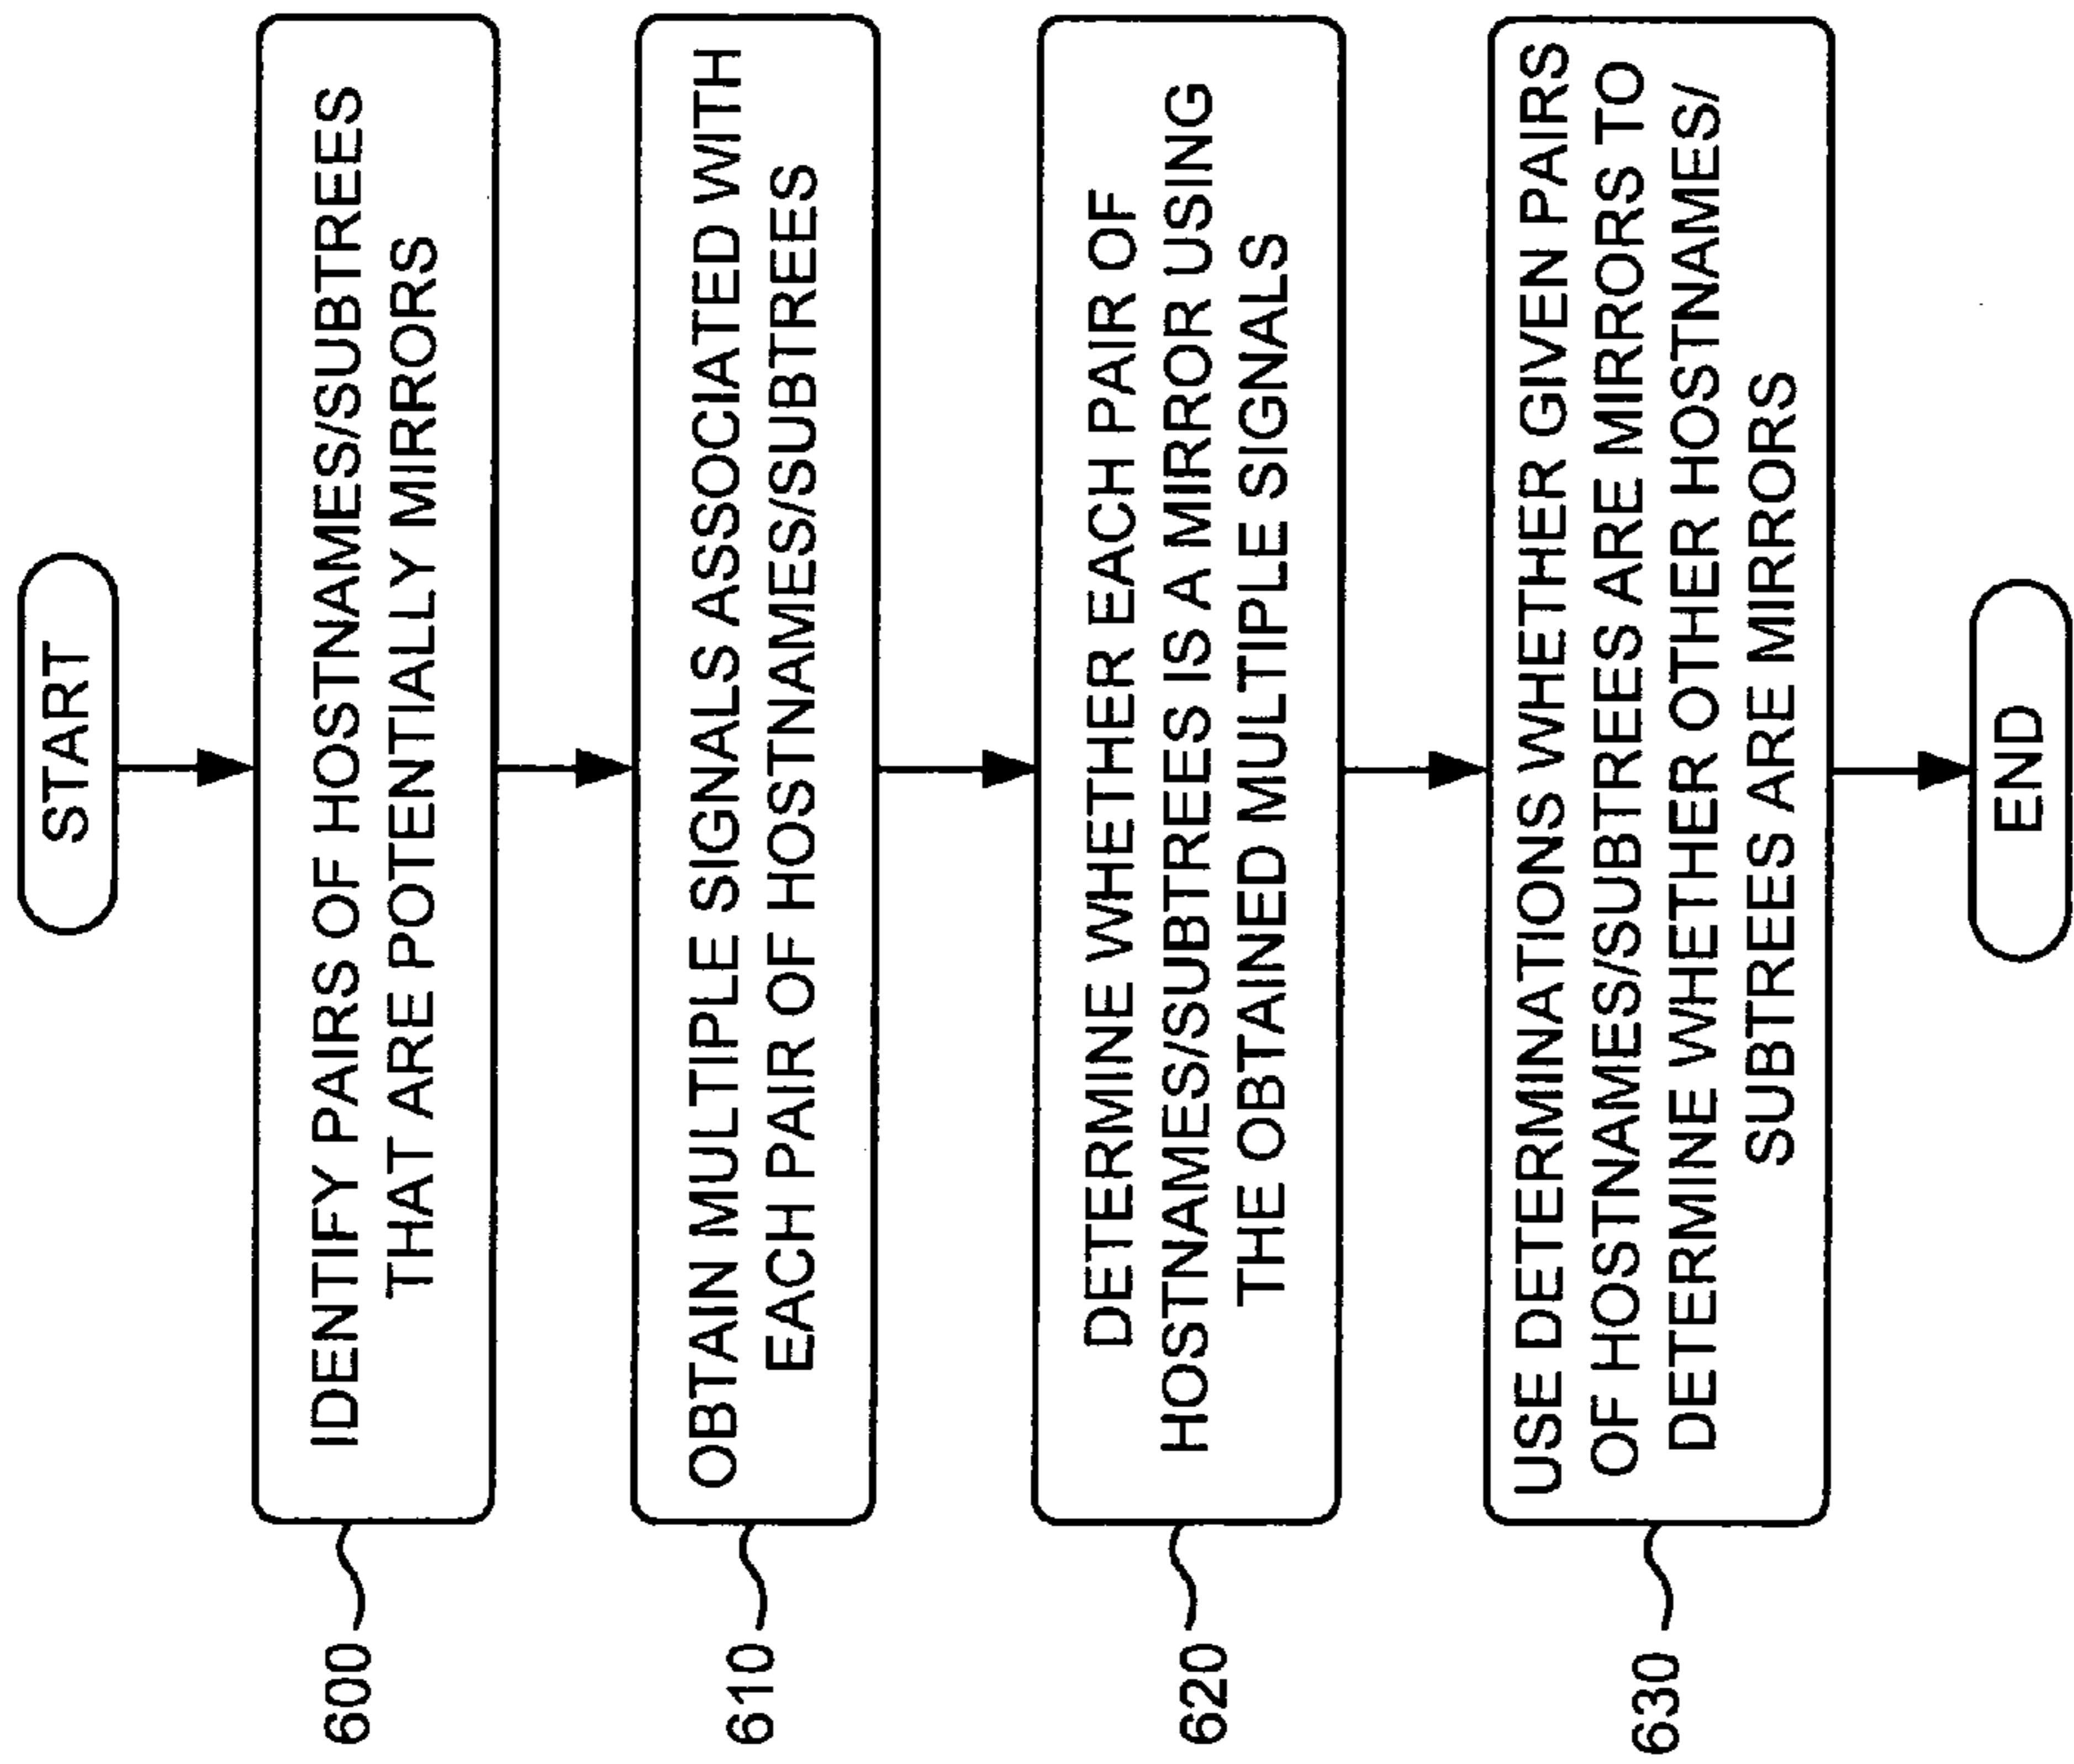 START
IDENTIFY PAIRS OF HOSTNAMES/SUBTREES
THAT ARE POTENTIALLY MIRRORS
600
OBTAIN MULTIPLE SIGNALS ASSOCIATED WITH
EACH PAIR OF HOSTNAMES/SUBTREES
610
DETERMINE WHETHER EACH PAIR OF
HOSTNAMES/SUBTREES IS A MIRROR USING
THE OBTAINED MULTIPLE SIGNALS
620
USE DETERMINATIONS WHETHER GIVEN PAIRS
OF HOSTNAMES/SUBTREES ARE MIRRORS TO
DETERMINE WHETHER OTHER HOSTNAMES/
SUBTREES ARE MIRRORS
630
END